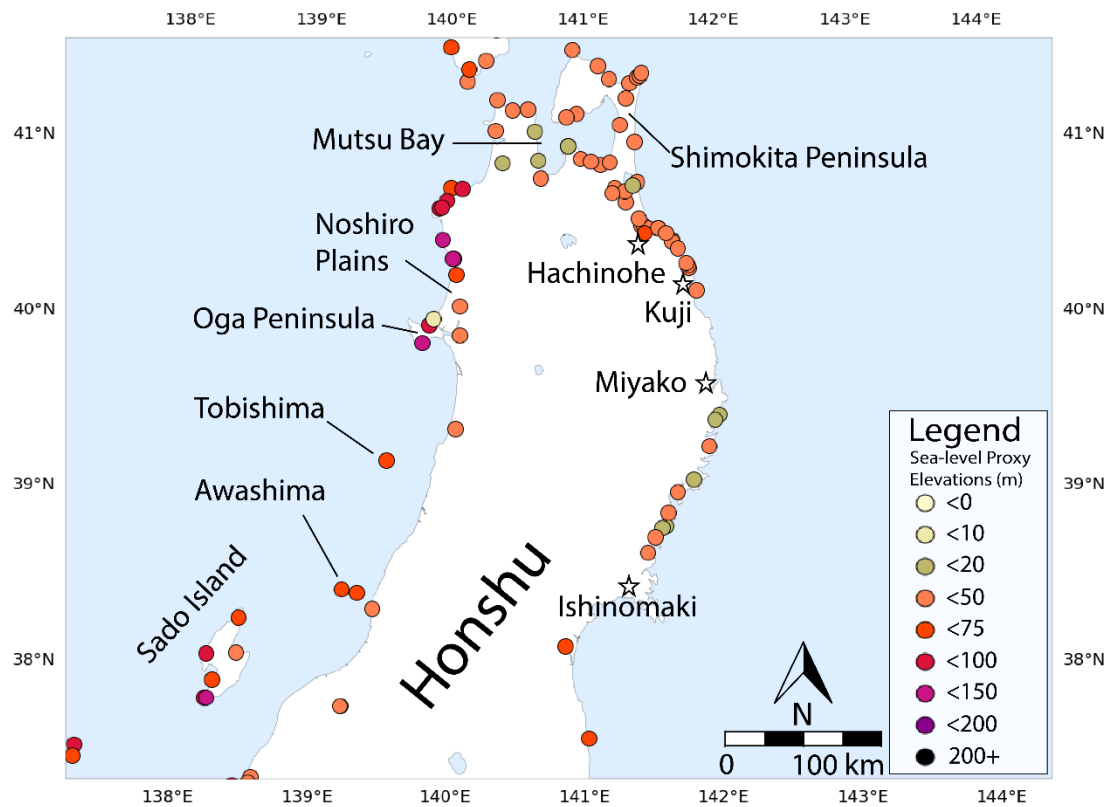 138°E 139°E 140°E 141°E 142°E 143°E 144°E
41°N 41°N
Mutsu Bay
Shimokita Peninsula
Noshiro
Plains
Hachinohe
40°N 40°N
Oga Peninsula
Kuji
Miyako
Tobishima
39°N 39°N
Awashima
Sado Island
Honshu
Ishinomaki
38°N 38°N
Legend
Sea-level Proxy
Elevations (m)
<0
<10
<20
<50
<75
<100
<150
<200
200+
N
0 100 km
138°E 139°E 140°E 141°E 142°E 143°E 144°E